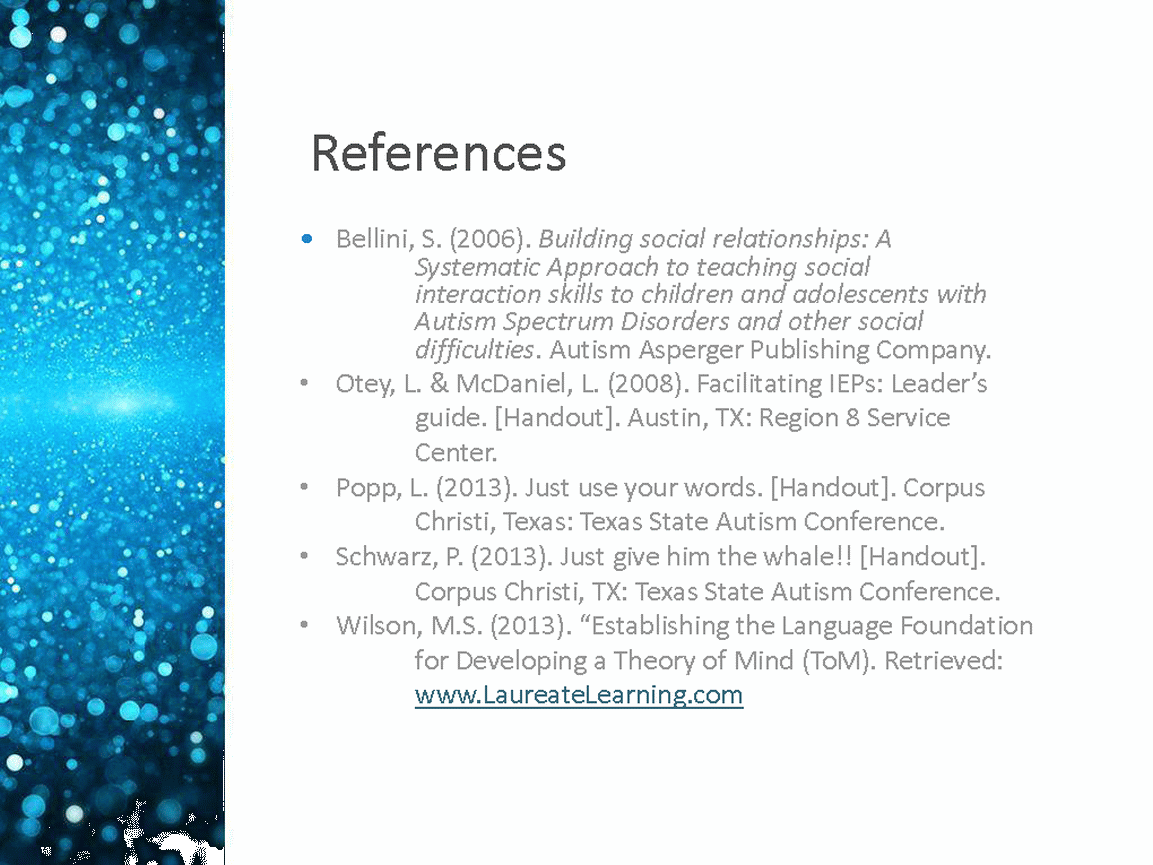 References
• Bellini, S. (2006). Building social relationships: A
Systematic Approach to teaching social
interaction skills to children and adolescents with
Autism Spectrum Disorders and other social
difficulties. Autism Asperger Publishing Company.
• Otey, L. & McDaniel, L. (2008). Facilitating IEPs: Leader’s
guide. [Handout]. Austin, TX: Region 8 Service
Center.
• Popp, L. (2013). Just use your words. [Handout]. Corpus
Christi, Texas: Texas State Autism Conference.
• Schwarz, P. (2013). Just give him the whale!! [Handout].
Corpus Christi, TX: Texas State Autism Conference.
• Wilson, M.S. (2013). “Establishing the Language Foundation
for Developing a Theory of Mind (ToM). Retrieved:
www.LaureateLearning.com